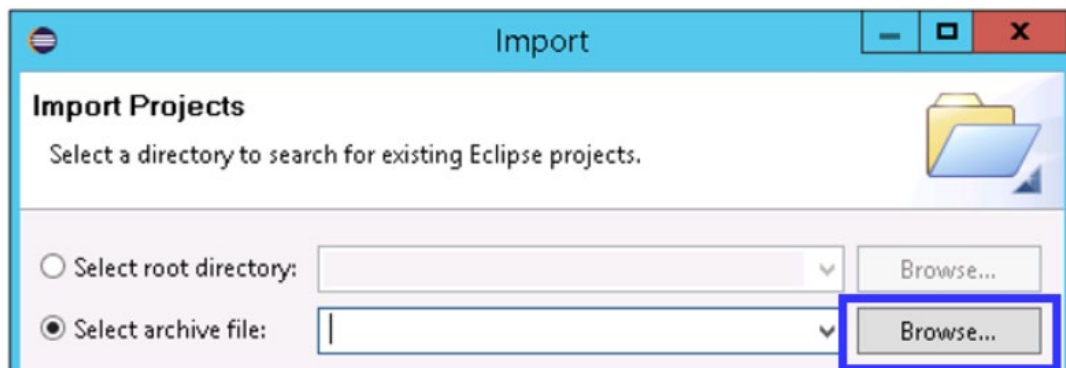 Import
Import Projects
Select a directory to search for existing Eclipse projects.
Select root directory: Browse...
Select archive file: Browse...